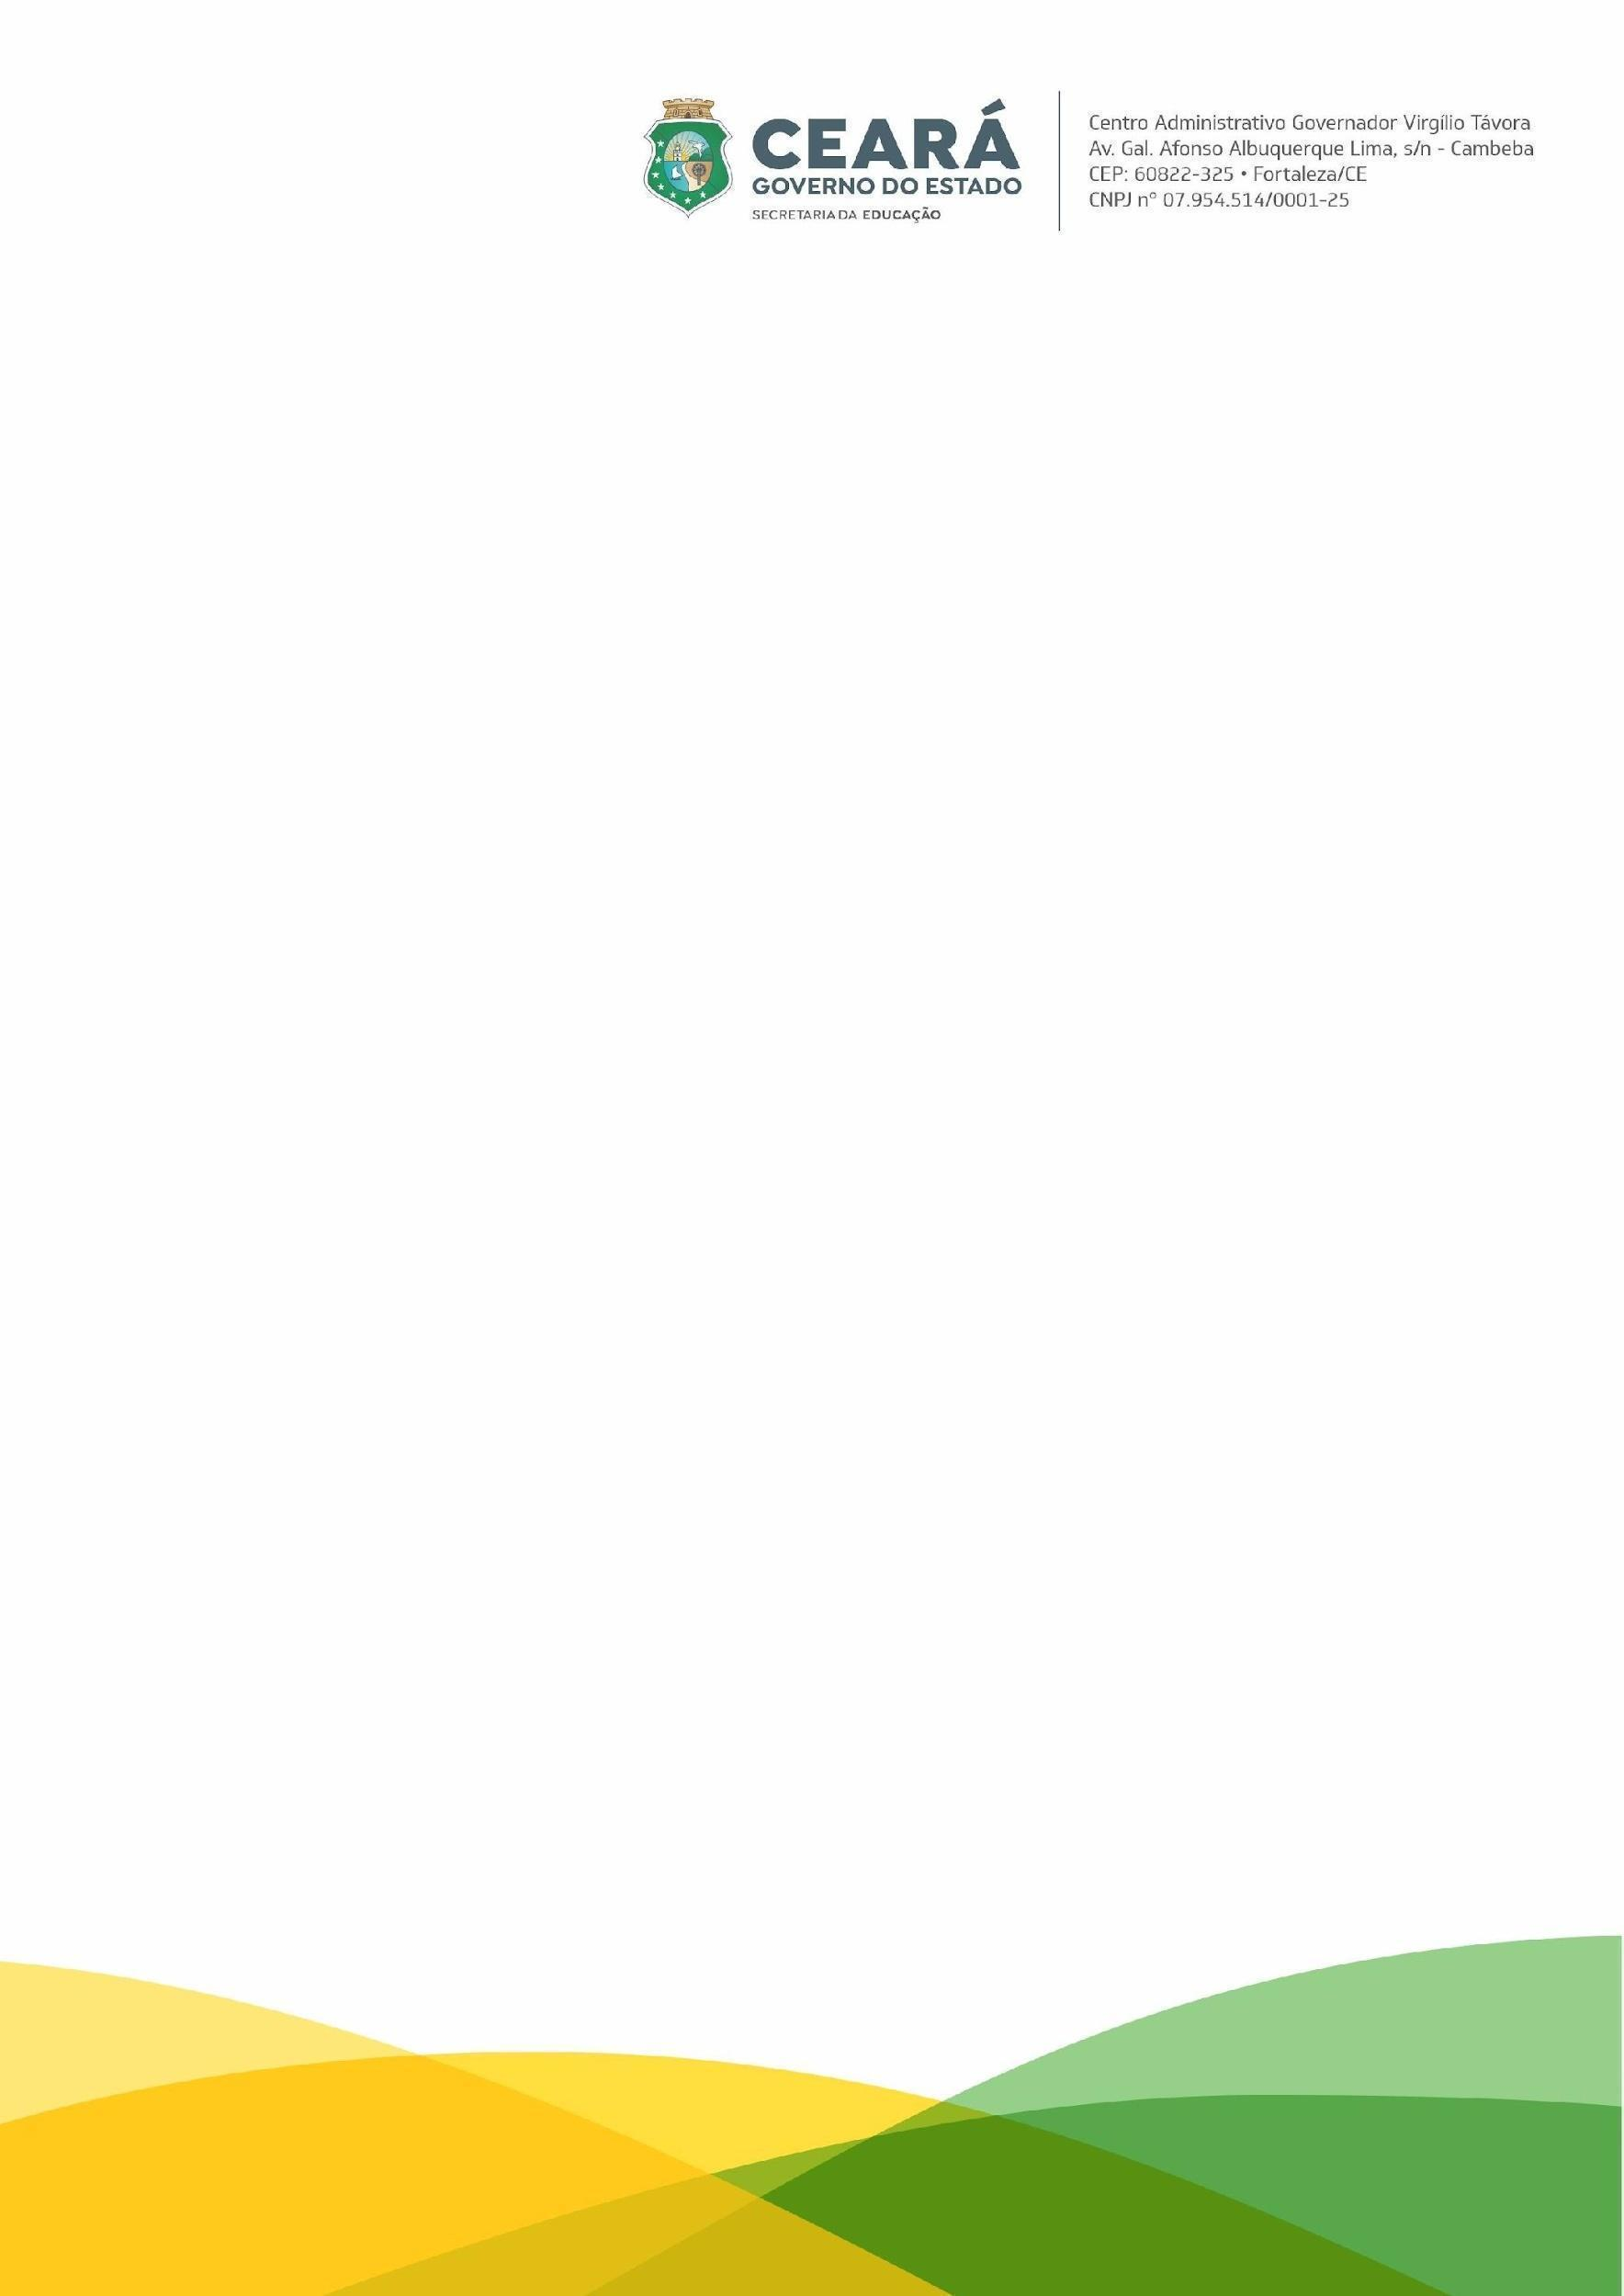 CEARÁ
GOVERNO DO ESTADO
SECRETARIA DA EDUCAÇÃO
Centro Administrativo Governador Virgílio Távora
Av. Gal. Afonso Albuquerque Lima, s/n - Cambeba
CEP: 60822-325 • Fortaleza/CE
CNPJ nº 07.954.514/0001-25